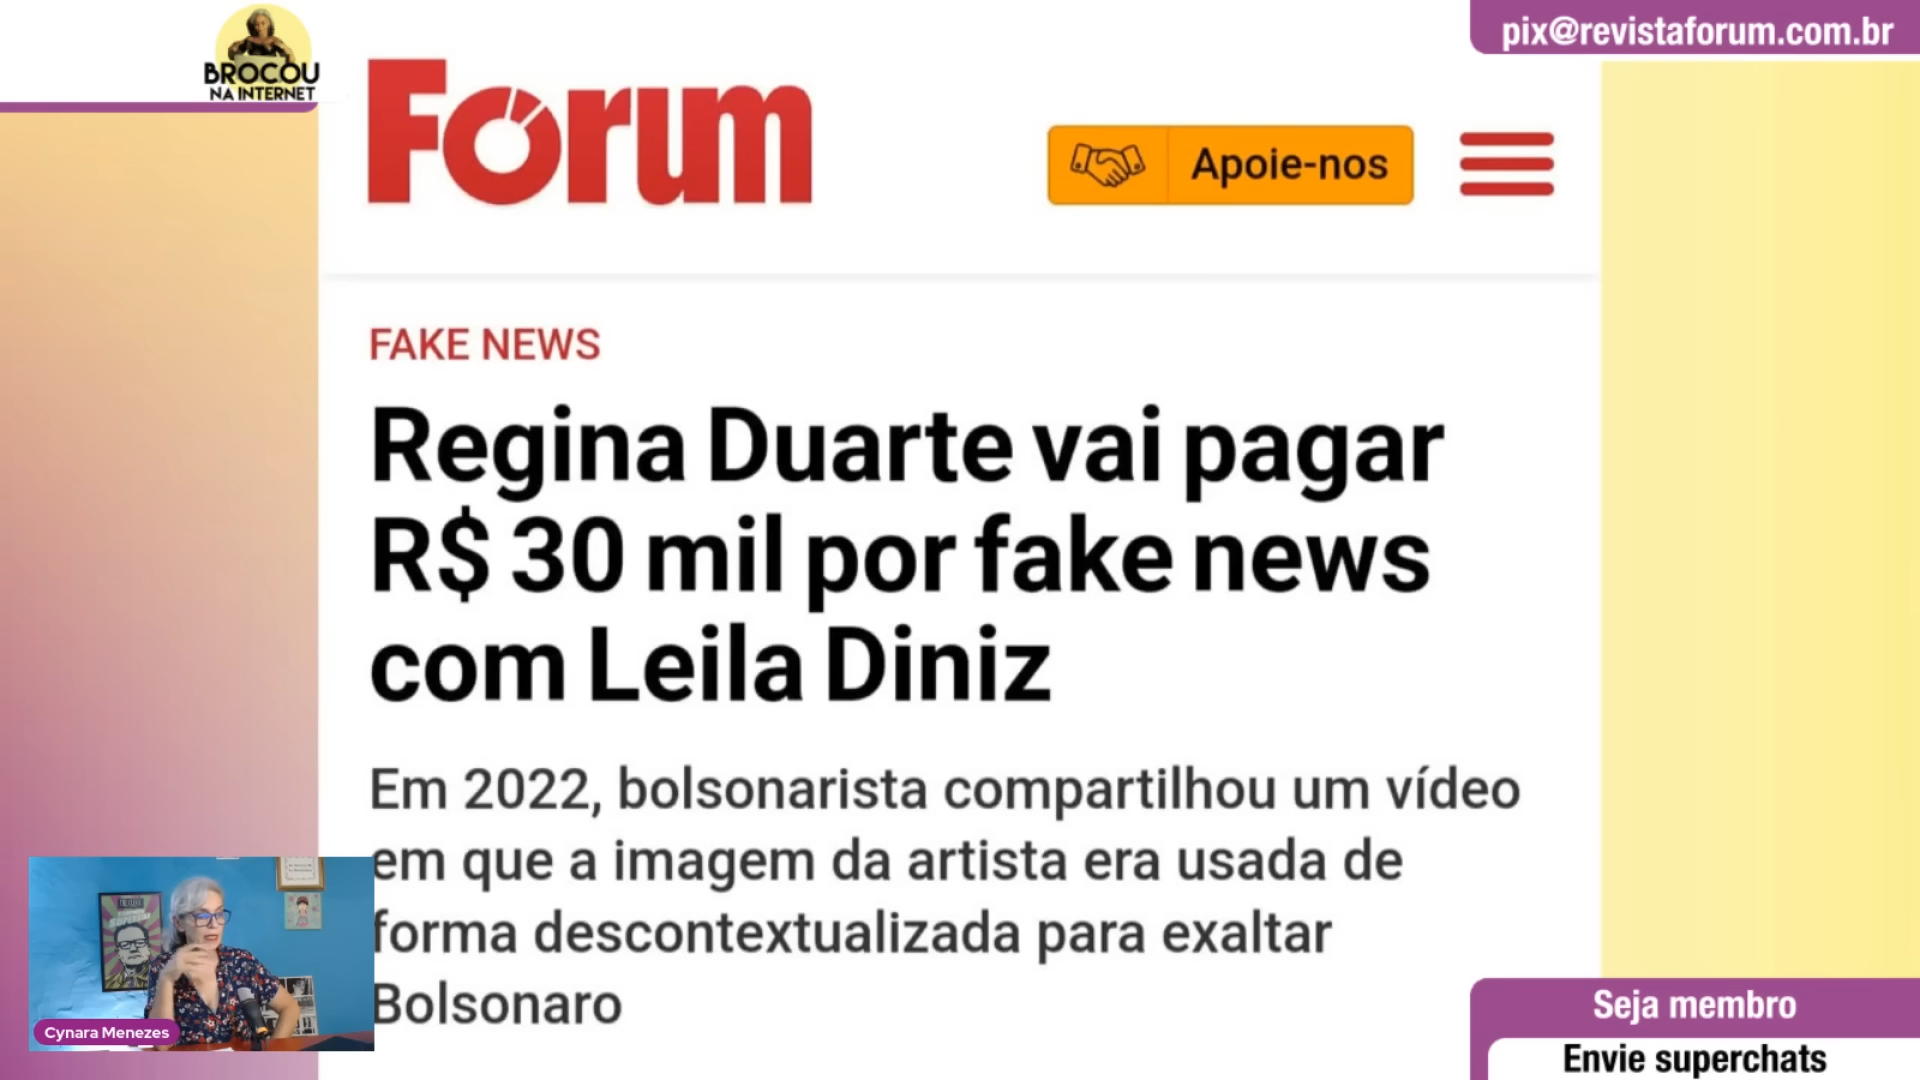 pix@revistaforum.com.br
BROCOU
NA INTERNET
Forum
Apoie-nos
FAKE NEWS
Regina Duarte vai pagar
R$ 30 mil por fake news
com Leila Diniz
Em 2022, bolsonarista compartilhou um vídeo
em que a imagem da artista era usada de
forma descontextualizada para exaltar
Bolsonaro
Cynara Menezes
Seja membro
Envie superchats